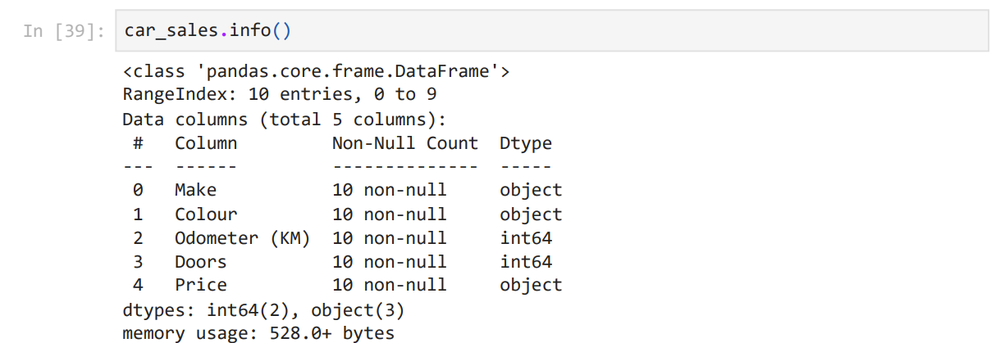 In [39]: car_sales.info()
<class 'pandas.core.frame.DataFrame'>
RangeIndex: 10 entries, 0 to 9
Data columns (total 5 columns):
 #   Column         Non-Null Count  Dtype
---  ------         --------------  -----
 0   Make           10 non-null     object
 1   Colour         10 non-null     object
 2   Odometer (KM)  10 non-null     int64
 3   Doors          10 non-null     int64
 4   Price          10 non-null     object
dtypes: int64(2), object(3)
memory usage: 528.0+ bytes